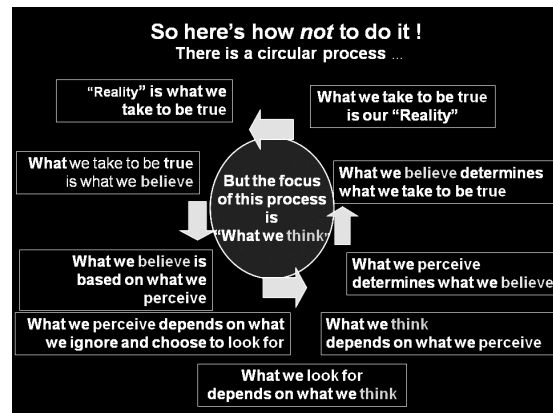 So here's how not to do it !
There is a circular process ...
"Reality" is what we
take to be true
What we take to be true
is what we believe
What we believe is
based on what we
perceive
What we perceive depends on what
we ignore and choose to look for
What we look for
depends on what we think
What we think
depends on what we perceive
What we perceive
determines what we believe
What we believe determines
what we take to be true
What we take to be true
is our "Reality"
But the focus
of this process
is
"What we think"